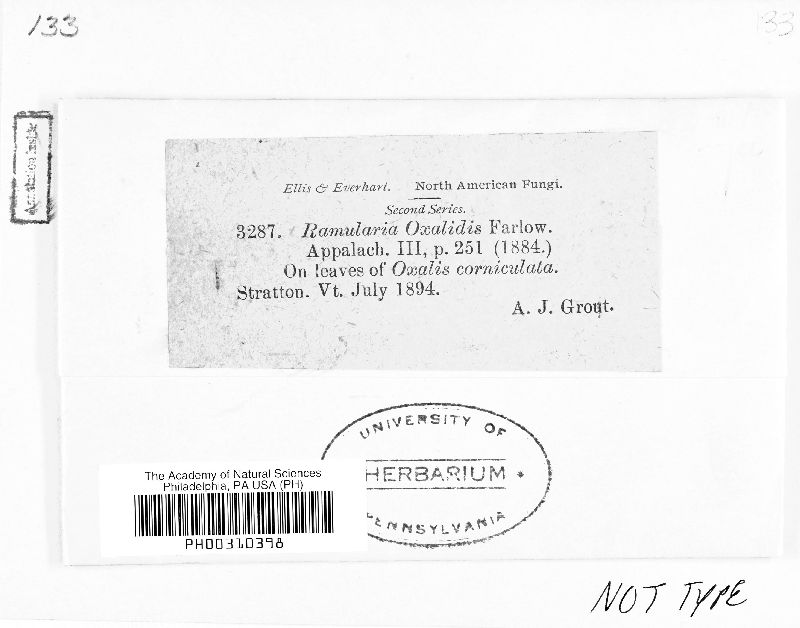 133
133
Annotation inside
Ellis & Everhart. North American Fungi.
Second Series.
3287. Ramularia Oxalidis Farlow.
Appalach. III, p. 251 (1884.)
On leaves of Oxalis corniculata.
Stratton. Vt. July 1894.
A. J. Grout.
UNIVERSITY OF
HERBARIUM
PENNSYLVANIA
The Academy of Natural Sciences
Philadelphia, PA USA (PH)
PH00310398
NOT TYPE